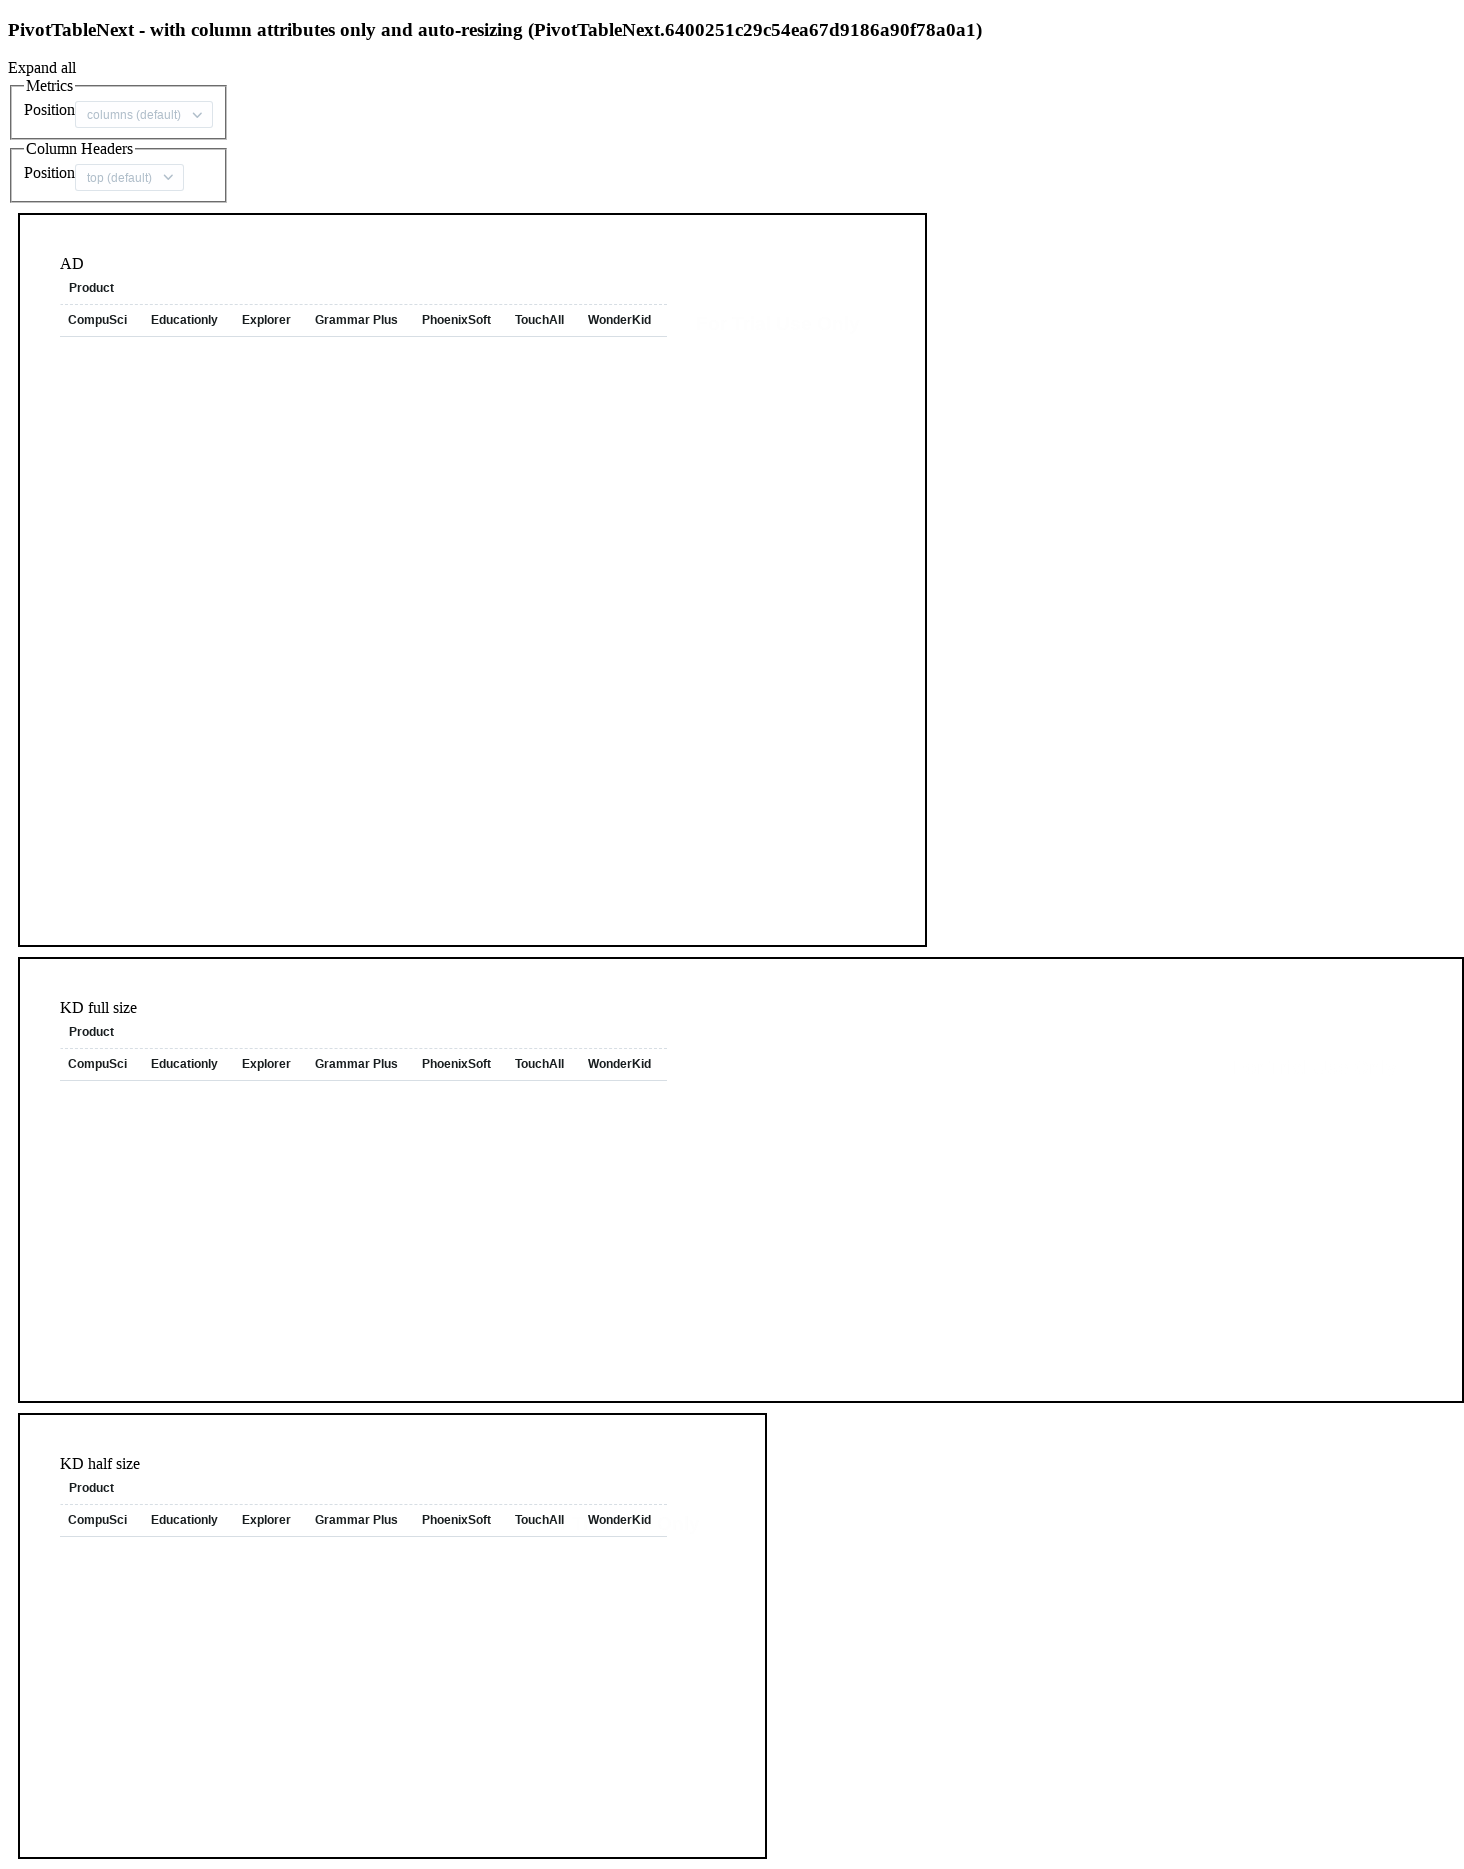 PivotTableNext - with column attributes only and auto-resizing (PivotTableNext.6400251c29c54ea67d9186a90f78a0a1)
Expand all
Metrics
Position columns (default)
Column Headers
Position top (default)
AD
Product
CompuSci Educationly Explorer Grammar Plus PhoenixSoft TouchAll WonderKid
KD full size
Product
CompuSci Educationly Explorer Grammar Plus PhoenixSoft TouchAll WonderKid
KD half size
Product
CompuSci Educationly Explorer Grammar Plus PhoenixSoft TouchAll WonderKid